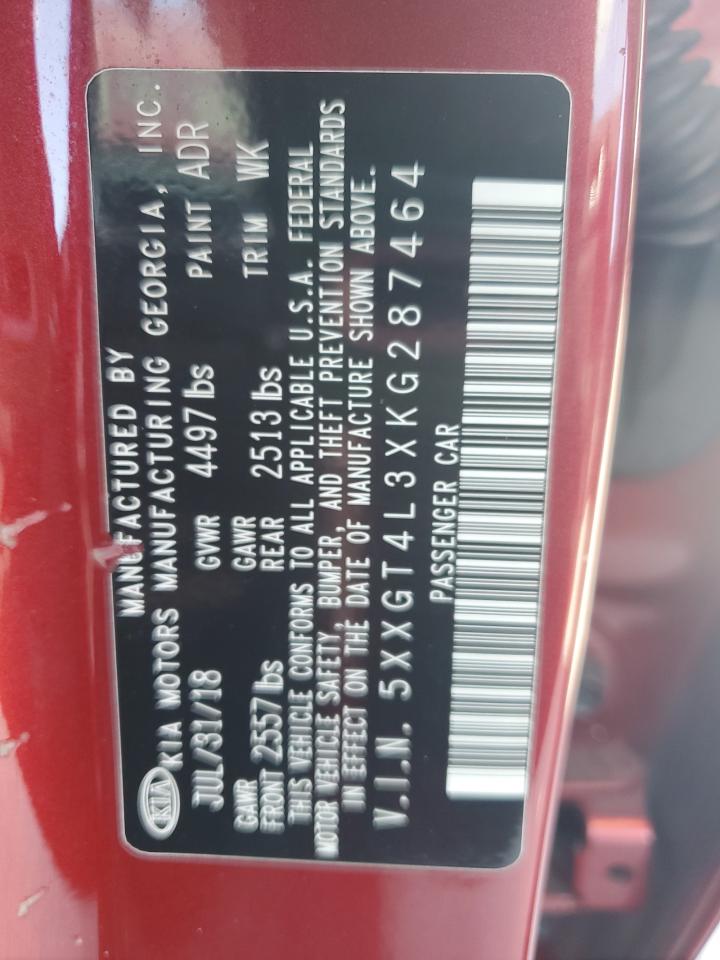 MANUFACTURED BY
KIA KIA MOTORS MANUFACTURING GEORGIA, INC.
JUL/31/18 GVWR 4497 lbs PAINT ADR
GAWR FRONT 2557 lbs GAWR REAR 2513 lbs TRIM WK
THIS VEHICLE CONFORMS TO ALL APPLICABLE U.S.A. FEDERAL
MOTOR VEHICLE SAFETY, BUMPER, AND THEFT PREVENTION STANDARDS
IN EFFECT ON THE DATE OF MANUFACTURE SHOWN ABOVE.
V.I.N. 5XXGT4L3XKG287464
PASSENGER CAR